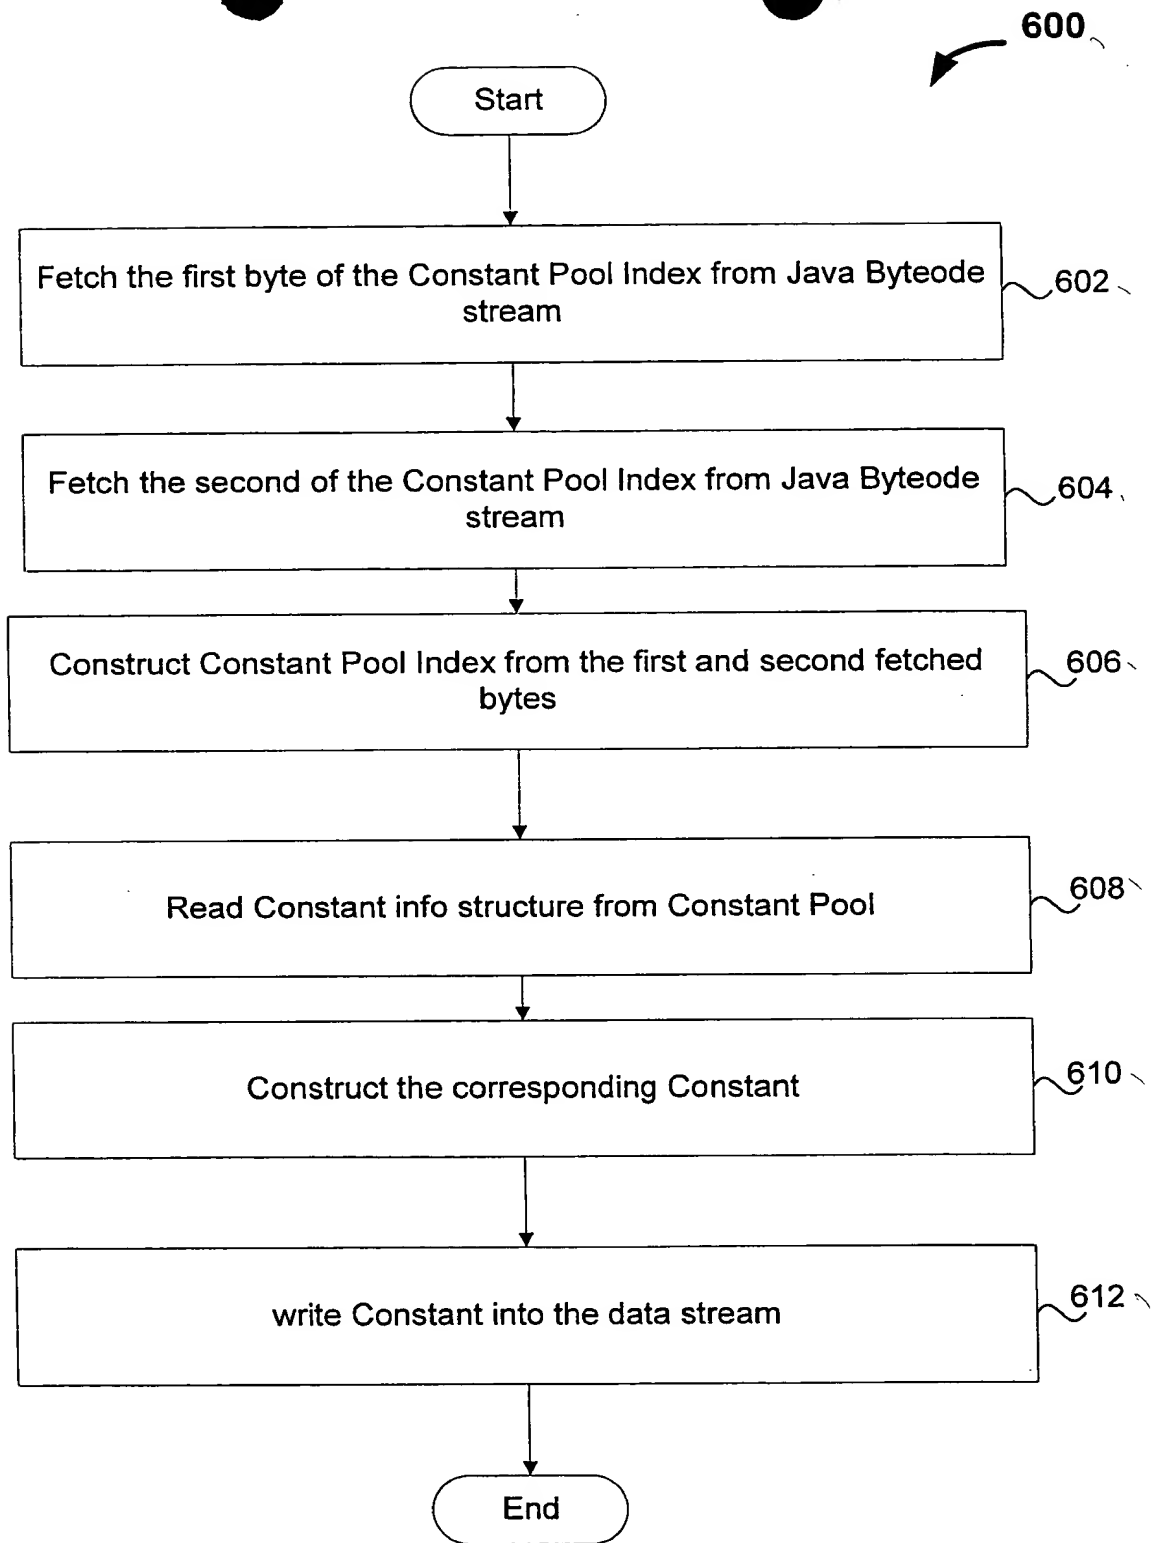 600
Start
Fetch the first byte of the Constant Pool Index from Java Byteode
stream
602
Fetch the second of the Constant Pool Index from Java Byteode
stream
604
Construct Constant Pool Index from the first and second fetched
bytes
606
Read Constant info structure from Constant Pool
608
Construct the corresponding Constant
610
write Constant into the data stream
612
End